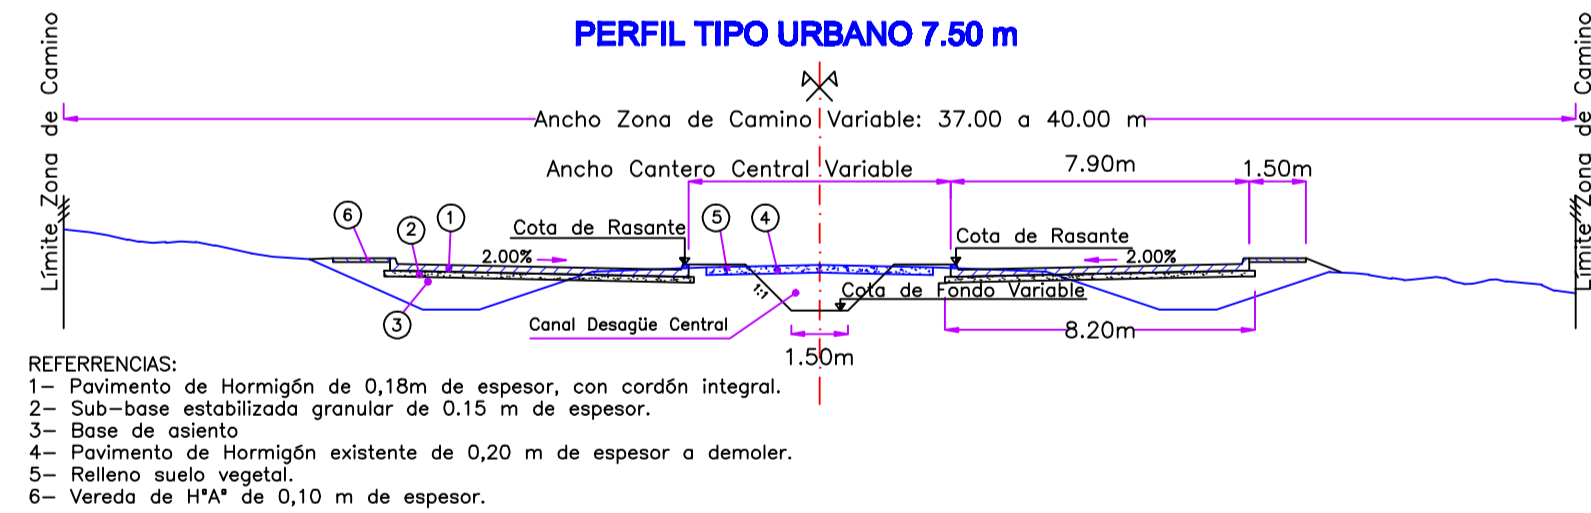 PERFIL TIPO URBANO 7.50 m
Límite Zona de Camino
Límite Zona de Camino
Ancho Zona de Camino Variable: 37.00 a 40.00 m
Ancho Cantero Central Variable
7.90m
1.50m
6
2
1
Cota de Rasante
5
4
Cota de Rasante
2.00%
2.00%
1:1
Cota de Fondo Variable
3
Canal Desagüe Central
8.20m
1.50m
REFERRENCIAS:
1- Pavimento de Hormigón de 0,18m de espesor, con cordón integral.
2- Sub-base estabilizada granular de 0.15 m de espesor.
3- Base de asiento
4- Pavimento de Hormigón existente de 0,20 m de espesor a demoler.
5- Relleno suelo vegetal.
6- Vereda de HºAº de 0,10 m de espesor.